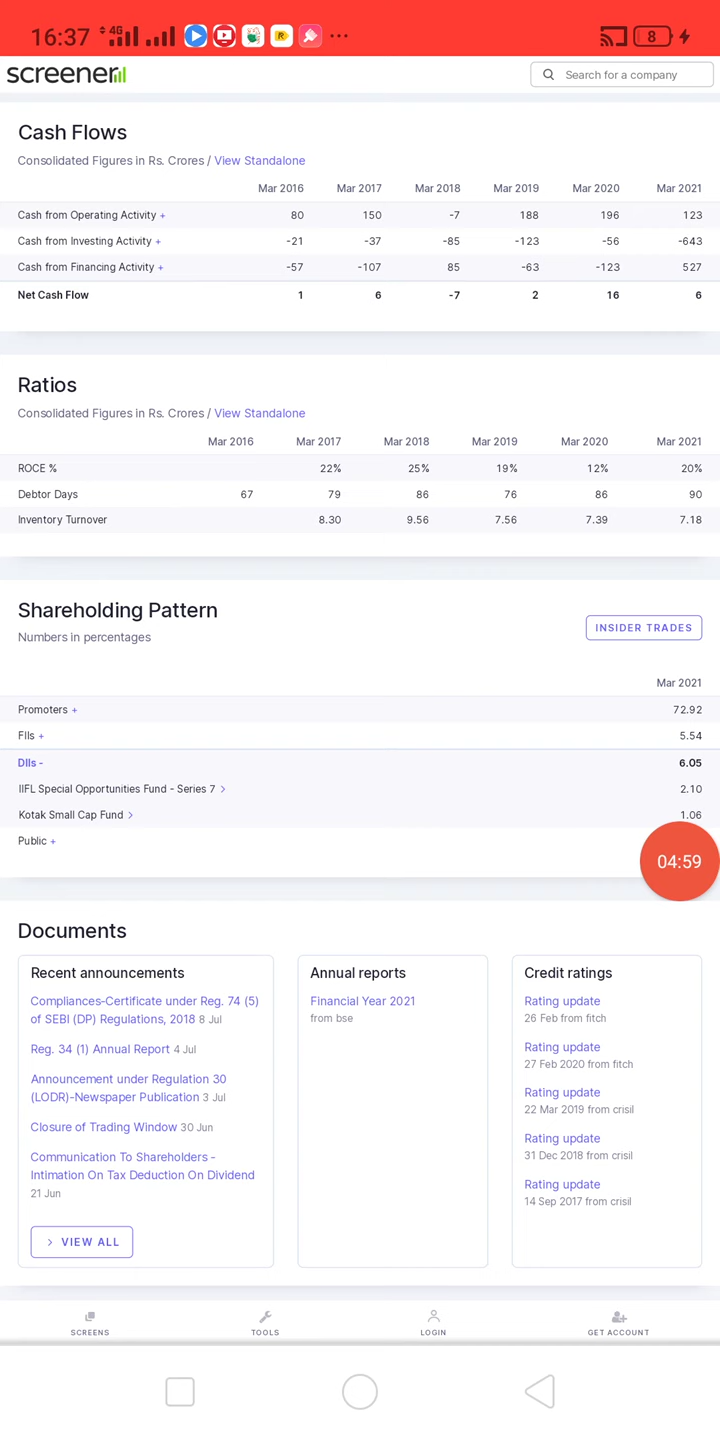 16:37 4G 8
screener Search for a company
Cash Flows
Consolidated Figures in Rs. Crores / View Standalone
Mar 2016 Mar 2017 Mar 2018 Mar 2019 Mar 2020 Mar 2021
Cash from Operating Activity + 80 150 -7 188 196 123
Cash from Investing Activity + -21 -37 -85 -123 -56 -643
Cash from Financing Activity + -57 -107 85 -63 -123 527
Net Cash Flow 1 6 -7 2 16 6
Ratios
Consolidated Figures in Rs. Crores / View Standalone
Mar 2016 Mar 2017 Mar 2018 Mar 2019 Mar 2020 Mar 2021
ROCE % 22% 25% 19% 12% 20%
Debtor Days 67 79 86 76 86 90
Inventory Turnover 8.30 9.56 7.56 7.39 7.18
Shareholding Pattern
Numbers in percentages
INSIDER TRADES
Mar 2021
Promoters + 72.92
FIIs + 5.54
DIIs - 6.05
IIFL Special Opportunities Fund - Series 7 > 2.10
Kotak Small Cap Fund > 1.06
Public +
04:59
Documents
Recent announcements
Compliances-Certificate under Reg. 74 (5)
of SEBI (DP) Regulations, 2018 8 Jul
Reg. 34 (1) Annual Report 4 Jul
Announcement under Regulation 30
(LODR)-Newspaper Publication 3 Jul
Closure of Trading Window 30 Jun
Communication To Shareholders -
Intimation On Tax Deduction On Dividend
21 Jun
> VIEW ALL
Annual reports
Financial Year 2021
from bse
Credit ratings
Rating update
26 Feb from fitch
Rating update
27 Feb 2020 from fitch
Rating update
22 Mar 2019 from crisil
Rating update
31 Dec 2018 from crisil
Rating update
14 Sep 2017 from crisil
SCREENS TOOLS LOGIN GET ACCOUNT